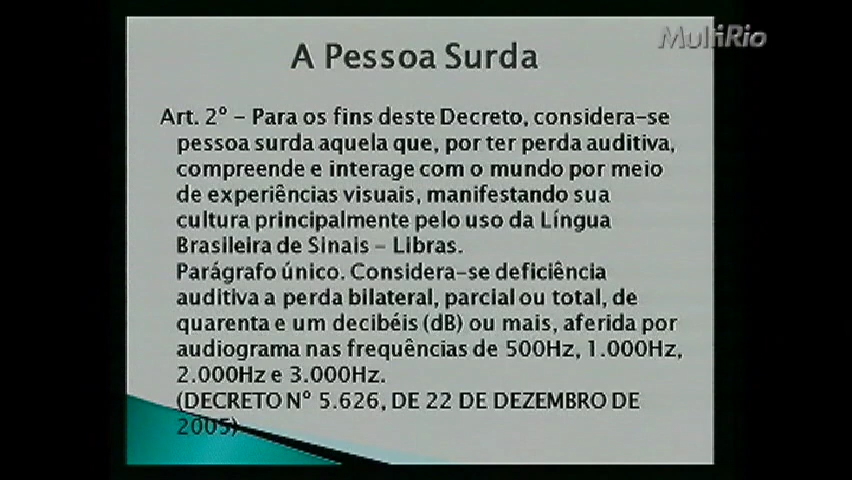 MultiRio
A Pessoa Surda
Art. 2º - Para os fins deste Decreto, considera-se
pessoa surda aquela que, por ter perda auditiva,
compreende e interage com o mundo por meio
de experiências visuais, manifestando sua
cultura principalmente pelo uso da Língua
Brasileira de Sinais - Libras.
Parágrafo único. Considera-se deficiência
auditiva a perda bilateral, parcial ou total, de
quarenta e um decibéis (dB) ou mais, aferida por
audiograma nas frequências de 500Hz, 1.000Hz,
2.000Hz e 3.000Hz.
(DECRETO Nº 5.626, DE 22 DE DEZEMBRO DE
2005)